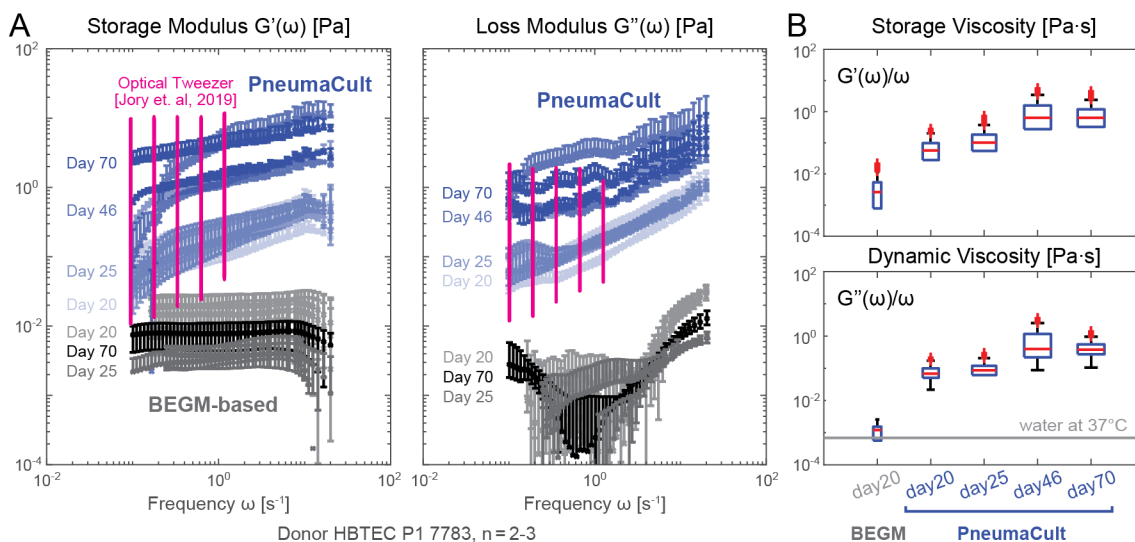 A
Storage Modulus G'(ω) [Pa]
10²
10⁰
10⁻²
10⁻⁴
Optical Tweezer
[Jory et. al, 2019]
PneumaCult
Day 70
Day 46
Day 25
Day 20
Day 20
Day 70
Day 25
BEGM-based
10⁻² 10⁰ 10²
Frequency ω [s⁻¹]
Loss Modulus G''(ω) [Pa]
PneumaCult
Day 70
Day 46
Day 25
Day 20
Day 20
Day 70
Day 25
10⁻² 10⁰ 10²
Frequency ω [s⁻¹]
Donor HBTEC P1 7783, n = 2-3
B
Storage Viscosity [Pa·s]
G'(ω)/ω
10²
10⁰
10⁻²
10⁻⁴
Dynamic Viscosity [Pa·s]
G''(ω)/ω
10²
10⁰
10⁻²
10⁻⁴
water at 37°C
day20 day20 day25 day46 day70
BEGM PneumaCult